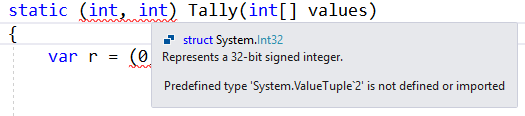 static (int, int) Tally(int[] values)
{
var r = (0
struct System.Int32
Represents a 32-bit signed integer.
Predefined type 'System.ValueTuple`2' is not defined or imported